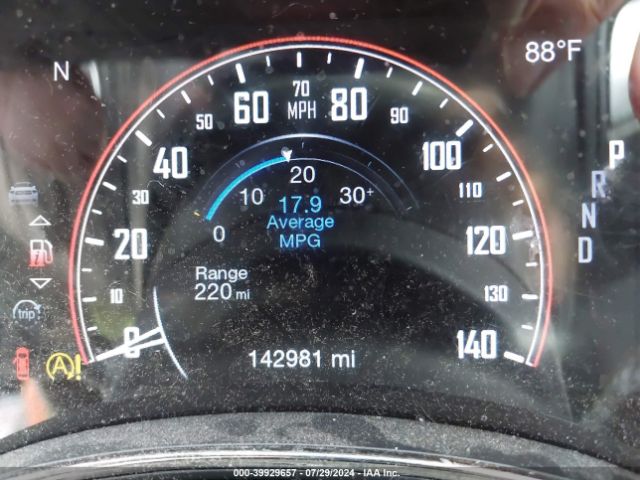 N
88°F
70
MPH
60
80
50
90
40
100
30
110
20
120
10
130
0
140
20
10
30+
0
17.9
Average
MPG
Range
220 mi
142981 mi
P
R
N
D
trip
A!
000-39929657 - 07/29/2024 - IAA Inc.